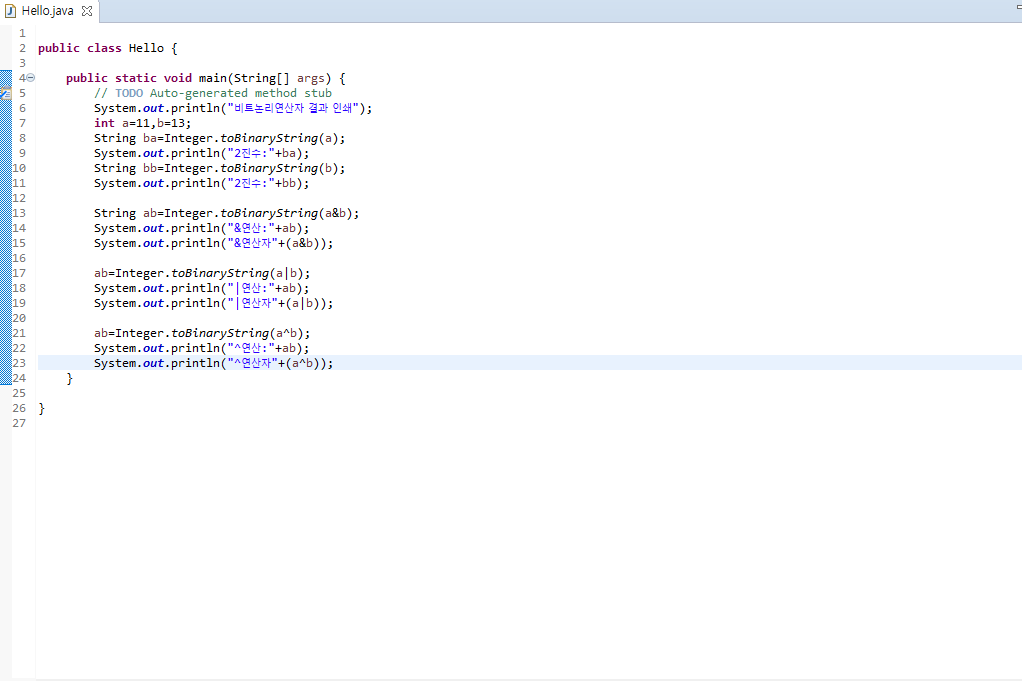 Hello.java
1
2 public class Hello {
3
4 public static void main(String[] args) {
5 // TODO Auto-generated method stub
6 System.out.println("비트논리연산자 결과 인쇄");
7 int a=11,b=13;
8 String ba=Integer.toBinaryString(a);
9 System.out.println("2진수:"+ba);
10 String bb=Integer.toBinaryString(b);
11 System.out.println("2진수:"+bb);
12
13 String ab=Integer.toBinaryString(a&b);
14 System.out.println("&연산:"+ab);
15 System.out.println("&연산자"+(a&b));
16
17 ab=Integer.toBinaryString(a|b);
18 System.out.println("|연산:"+ab);
19 System.out.println("|연산자"+(a|b));
20
21 ab=Integer.toBinaryString(a^b);
22 System.out.println("^연산:"+ab);
23 System.out.println("^연산자"+(a^b));
24 }
25
26 }
27